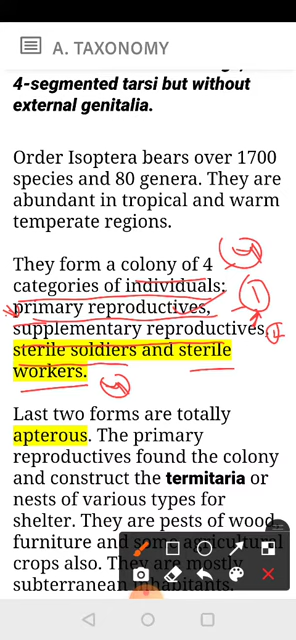 A. TAXONOMY
4-segmented tarsi but without
external genitalia.
Order Isoptera bears over 1700
species and 80 genera. They are
abundant in tropical and warm
temperate regions.
They form a colony of 4
categories of individuals:
primary reproductives,
supplementary reproductives,
sterile soldiers and sterile
workers.
Last two forms are totally
apterous. The primary
reproductives found the colony
and construct the termitaria or
nests of various types for
shelter. They are pests of wood,
furniture and some agricultural
crops also. They are mostly
subterranean inhabitants.